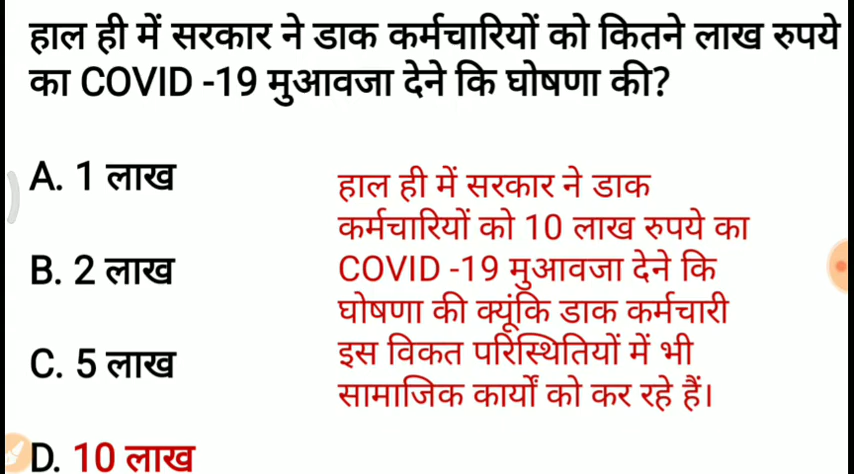 हाल ही में सरकार ने डाक कर्मचारियों को कितने लाख रुपये
का COVID -19 मुआवजा देने कि घोषणा की?
A. 1 लाख
B. 2 लाख
C. 5 लाख
D. 10 लाख
हाल ही में सरकार ने डाक
कर्मचारियों को 10 लाख रुपये का
COVID -19 मुआवजा देने कि
घोषणा की क्यूंकि डाक कर्मचारी
इस विकत परिस्थितियों में भी
सामाजिक कार्यों को कर रहे हैं।